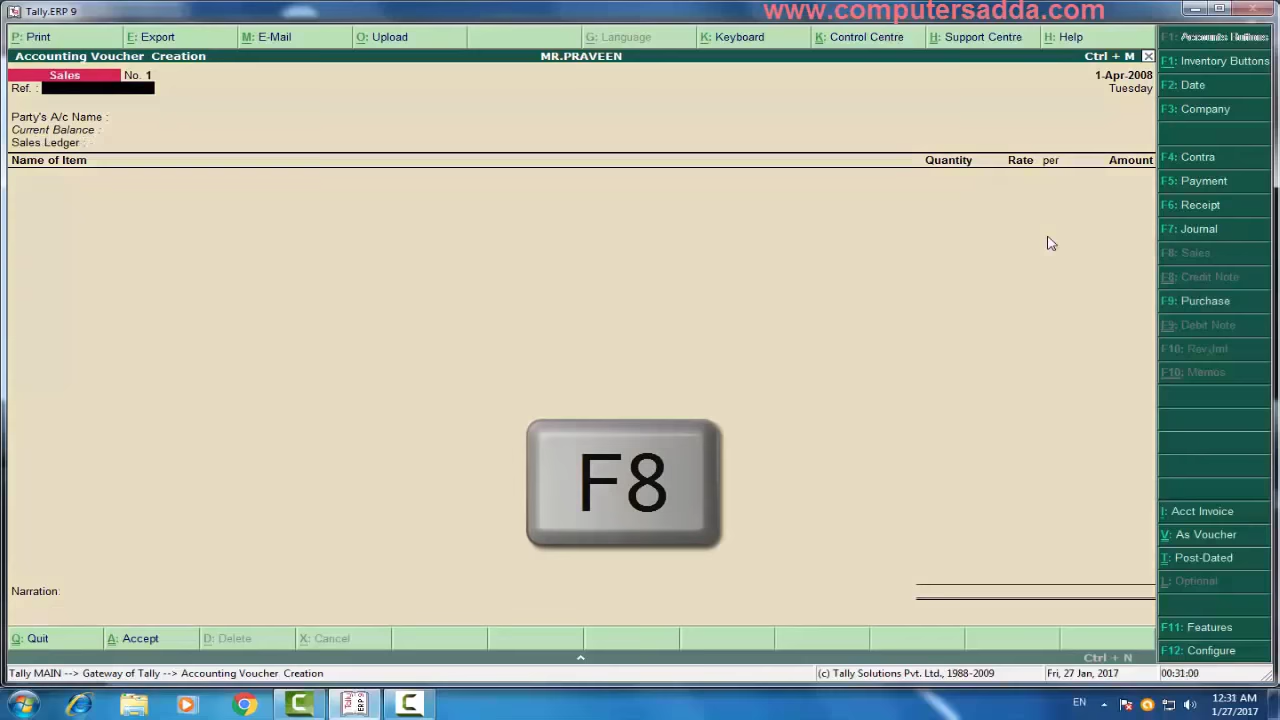 www.computersadda.com
Tally.ERP 9
P: Print E: Export M: E-Mail O: Upload G: Language K: Keyboard K: Control Centre H: Support Centre H: Help
Accounting Voucher Creation MR.PRAVEEN Ctrl + M
Sales No. 1 1-Apr-2008
Ref. : Tuesday
Party's A/c Name :
Current Balance :
Sales Ledger :
Name of Item Quantity Rate per Amount
F8
Narration:
F1: Accounts Buttons
F1: Inventory Buttons
F2: Date
F3: Company
F4: Contra
F5: Payment
F6: Receipt
F7: Journal
F8: Sales
F8: Credit Note
F9: Purchase
F9: Debit Note
F10: Rev Jrnl
F10: Memos
I: Acct Invoice
V: As Voucher
T: Post-Dated
L: Optional
F11: Features
F12: Configure
Q: Quit A: Accept D: Delete X: Cancel
Ctrl + N
Tally MAIN --> Gateway of Tally --> Accounting Voucher Creation (c) Tally Solutions Pvt. Ltd., 1988-2009 Fri, 27 Jan, 2017 00:31:00
EN 12:31 AM
1/27/2017